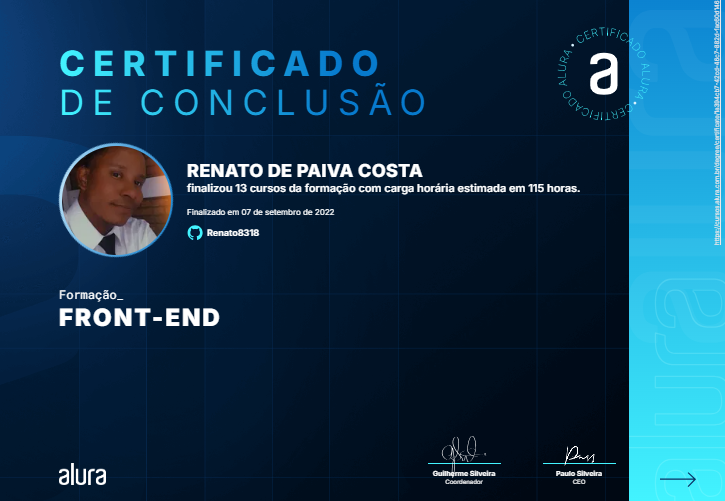 CERTIFICADO
DE CONCLUSÃO
CERTIFICADO ALURA • CERTIFICADO ALURA •
a
RENATO DE PAIVA COSTA
finalizou 13 cursos da formação com carga horária estimada em 115 horas.
Finalizado em 07 de setembro de 2022
Renato8318
Formação_
FRONT-END
alura
Guilherme Silveira
Coordenador
Paulo Silveira
CEO
alura